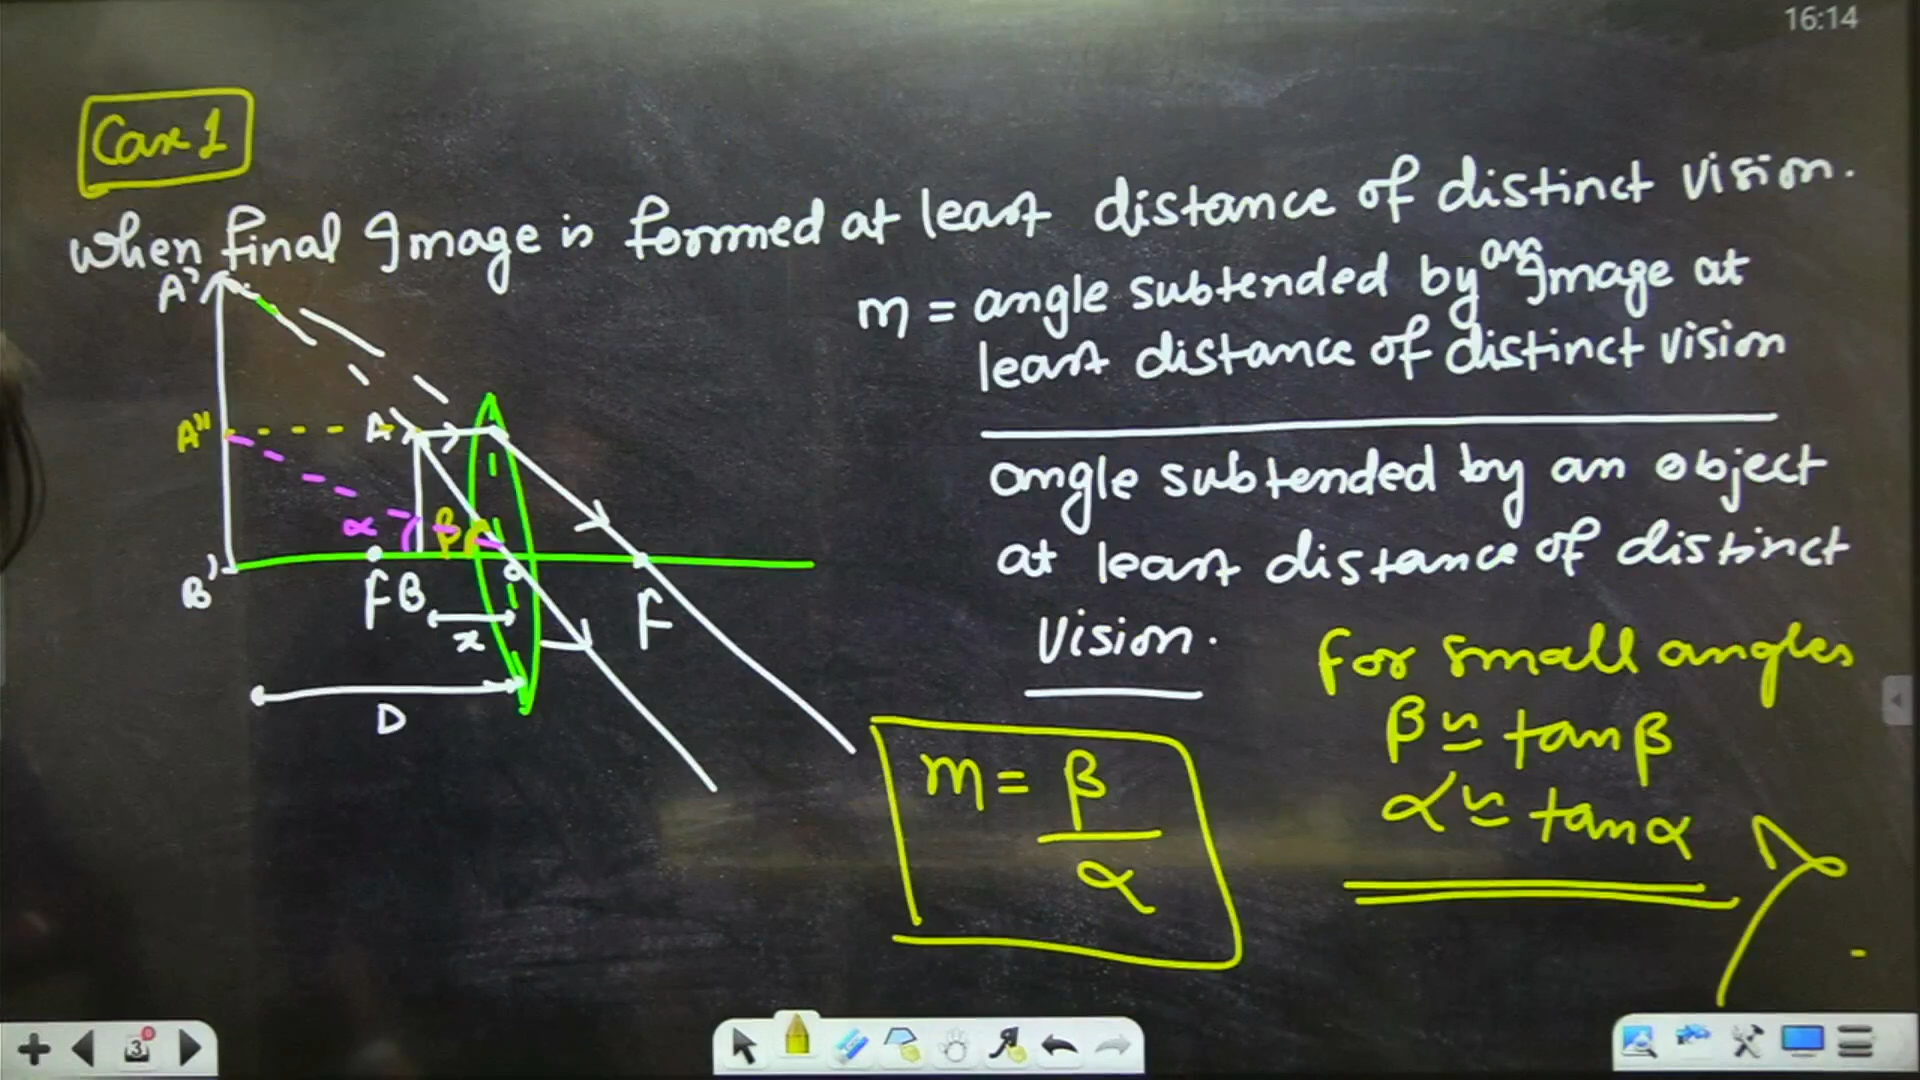 16:14
Case 1
When final Image is formed at least distance of distinct vision.
m = angle subtended by an Image at
least distance of distinct vision
angle subtended by an object
at least distance of distinct
vision.
A'
A"
A
α
β
B'
F
B
O
F
x
D
for small angles
β ≃ tan β
α ≃ tan α
m = β
α
3